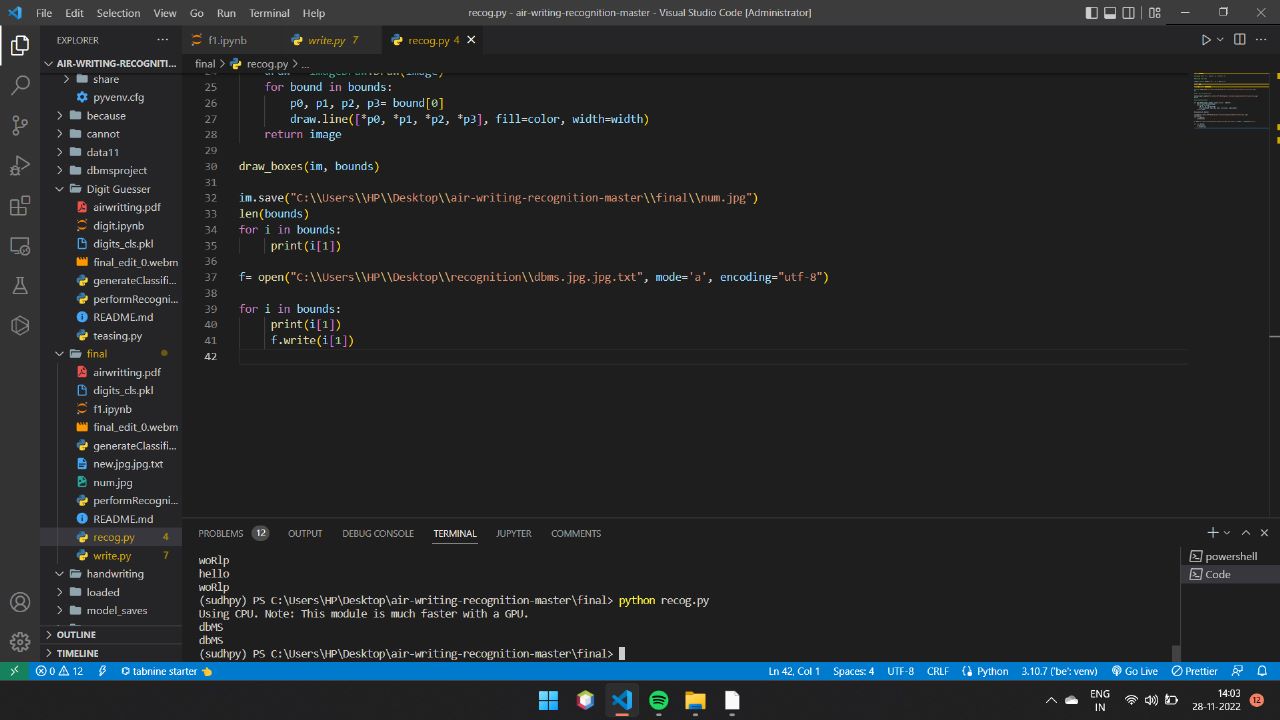 File Edit Selection View Go Run Terminal Help
recog.py - air-writing-recognition-master - Visual Studio Code [Administrator]
EXPLORER
f1.ipynb
write.py 7
recog.py 4
AIR-WRITING-RECOGNITI...
final > recog.py > ...
share
pyvenv.cfg
because
cannot
data11
dbmsproject
Digit Guesser
airwritting.pdf
digit.ipynb
digits_cls.pkl
final_edit_0.webm
generateClassifi...
performRecogni...
README.md
teasing.py
final
airwritting.pdf
digits_cls.pkl
f1.ipynb
final_edit_0.webm
generateClassifi...
new.jpg.jpg.txt
num.jpg
performRecogni...
README.md
recog.py 4
write.py 7
handwriting
loaded
model_saves
OUTLINE
TIMELINE
24 draw = ImageDraw.Draw(image)
25 for bound in bounds:
26 p0, p1, p2, p3= bound[0]
27 draw.line([*p0, *p1, *p2, *p3], fill=color, width=width)
28 return image
29
30 draw_boxes(im, bounds)
31
32 im.save("C:\\Users\\HP\\Desktop\\air-writing-recognition-master\\final\\num.jpg")
33 len(bounds)
34 for i in bounds:
35 print(i[1])
36
37 f= open("C:\\Users\\HP\\Desktop\\recognition\\dbms.jpg.jpg.txt", mode='a', encoding="utf-8")
38
39 for i in bounds:
40 print(i[1])
41 f.write(i[1])
42
PROBLEMS 12 OUTPUT DEBUG CONSOLE TERMINAL JUPYTER COMMENTS
woRlp
hello
woRlp
(sudhpy) PS C:\Users\HP\Desktop\air-writing-recognition-master\final> python recog.py
Using CPU. Note: This module is much faster with a GPU.
dbMS
dbMS
(sudhpy) PS C:\Users\HP\Desktop\air-writing-recognition-master\final>
powershell
Code
0 12 tabnine starter
Ln 42, Col 1 Spaces: 4 UTF-8 CRLF Python 3.10.7 ('be': venv) Go Live Prettier
ENG
IN
14:03
28-11-2022
12